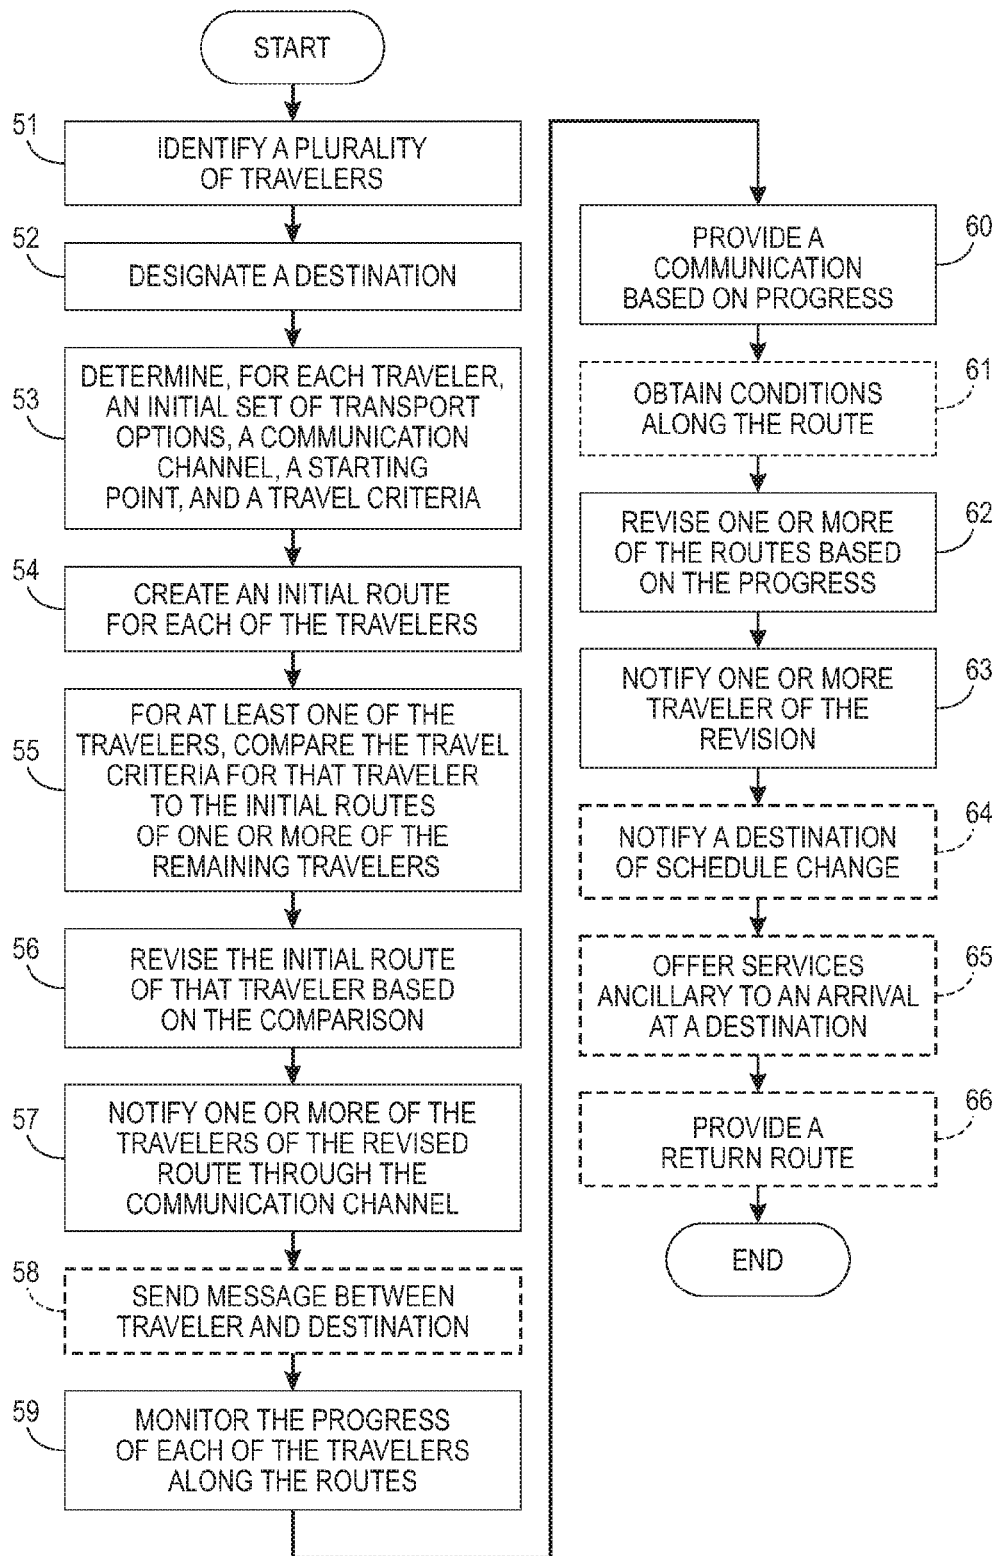 START
51
IDENTIFY A PLURALITY
OF TRAVELERS
52
DESIGNATE A DESTINATION
53
DETERMINE, FOR EACH TRAVELER,
AN INITIAL SET OF TRANSPORT
OPTIONS, A COMMUNICATION
CHANNEL, A STARTING
POINT, AND A TRAVEL CRITERIA
54
CREATE AN INITIAL ROUTE
FOR EACH OF THE TRAVELERS
55
FOR AT LEAST ONE OF THE
TRAVELERS, COMPARE THE TRAVEL
CRITERIA FOR THAT TRAVELER
TO THE INITIAL ROUTES
OF ONE OR MORE OF THE
REMAINING TRAVELERS
56
REVISE THE INITIAL ROUTE
OF THAT TRAVELER BASED
ON THE COMPARISON
57
NOTIFY ONE OR MORE OF THE
TRAVELERS OF THE REVISED
ROUTE THROUGH THE
COMMUNICATION CHANNEL
58
SEND MESSAGE BETWEEN
TRAVELER AND DESTINATION
59
MONITOR THE PROGRESS
OF EACH OF THE TRAVELERS
ALONG THE ROUTES
60
PROVIDE A
COMMUNICATION
BASED ON PROGRESS
61
OBTAIN CONDITIONS
ALONG THE ROUTE
62
REVISE ONE OR MORE
OF THE ROUTES BASED
ON THE PROGRESS
63
NOTIFY ONE OR MORE
TRAVELER OF THE
REVISION
64
NOTIFY A DESTINATION
OF SCHEDULE CHANGE
65
OFFER SERVICES
ANCILLARY TO AN ARRIVAL
AT A DESTINATION
66
PROVIDE A
RETURN ROUTE
END